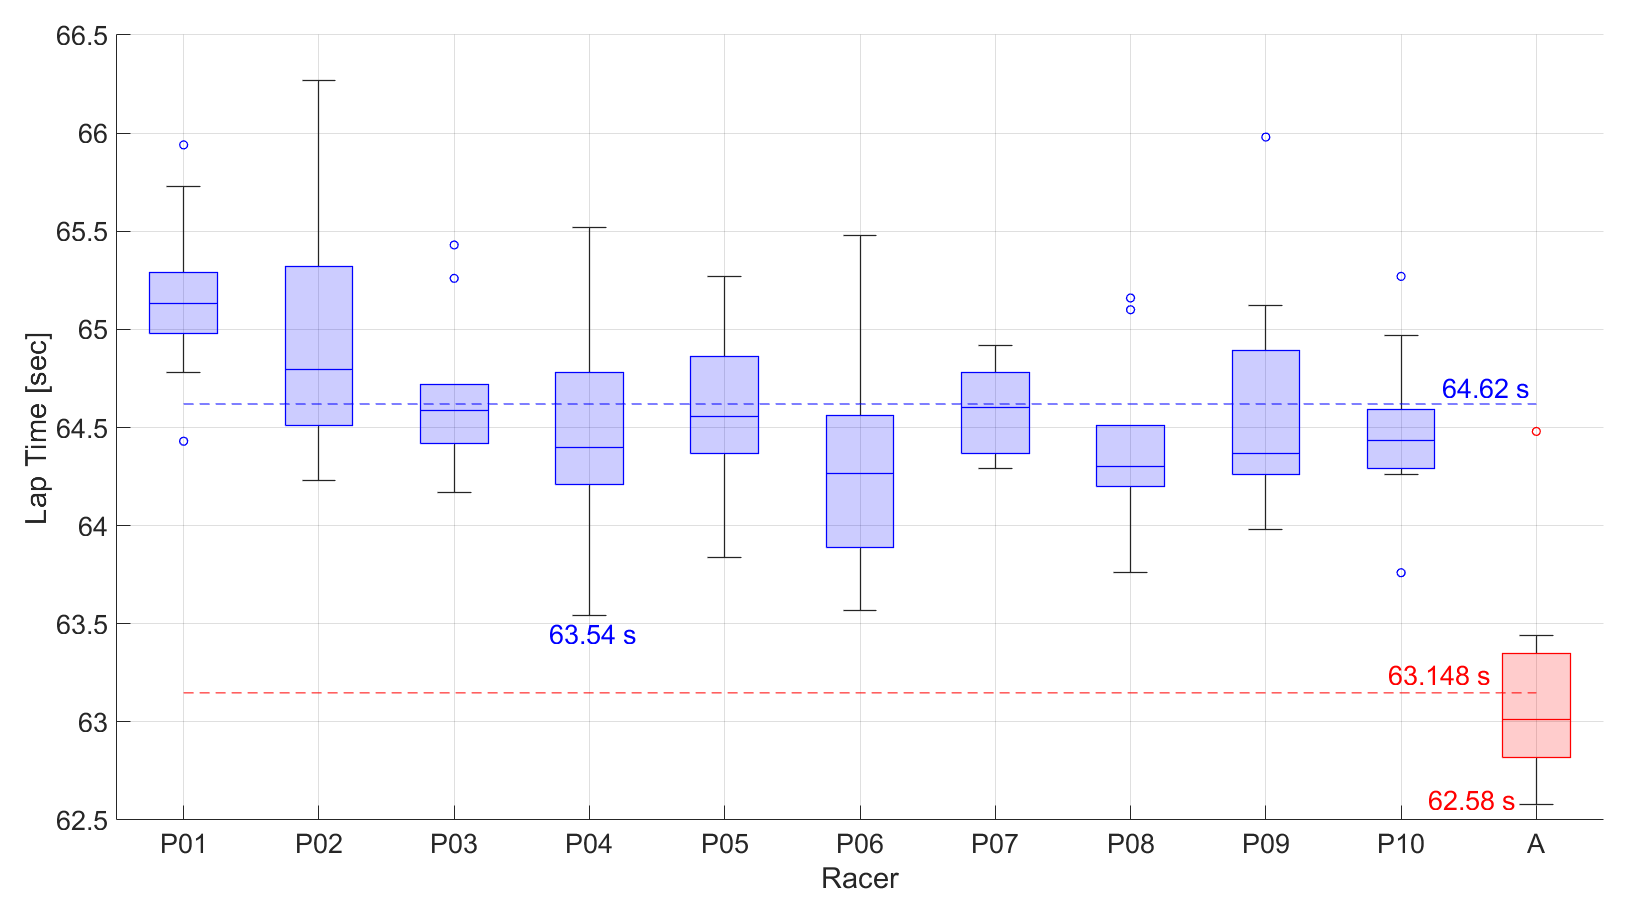 66.5
66
65.5
65
64.5
64
63.5
63
62.5
Lap Time [sec]
64.62 s
63.54 s
63.148 s
62.58 s
P01 P02 P03 P04 P05 P06 P07 P08 P09 P10 A
Racer